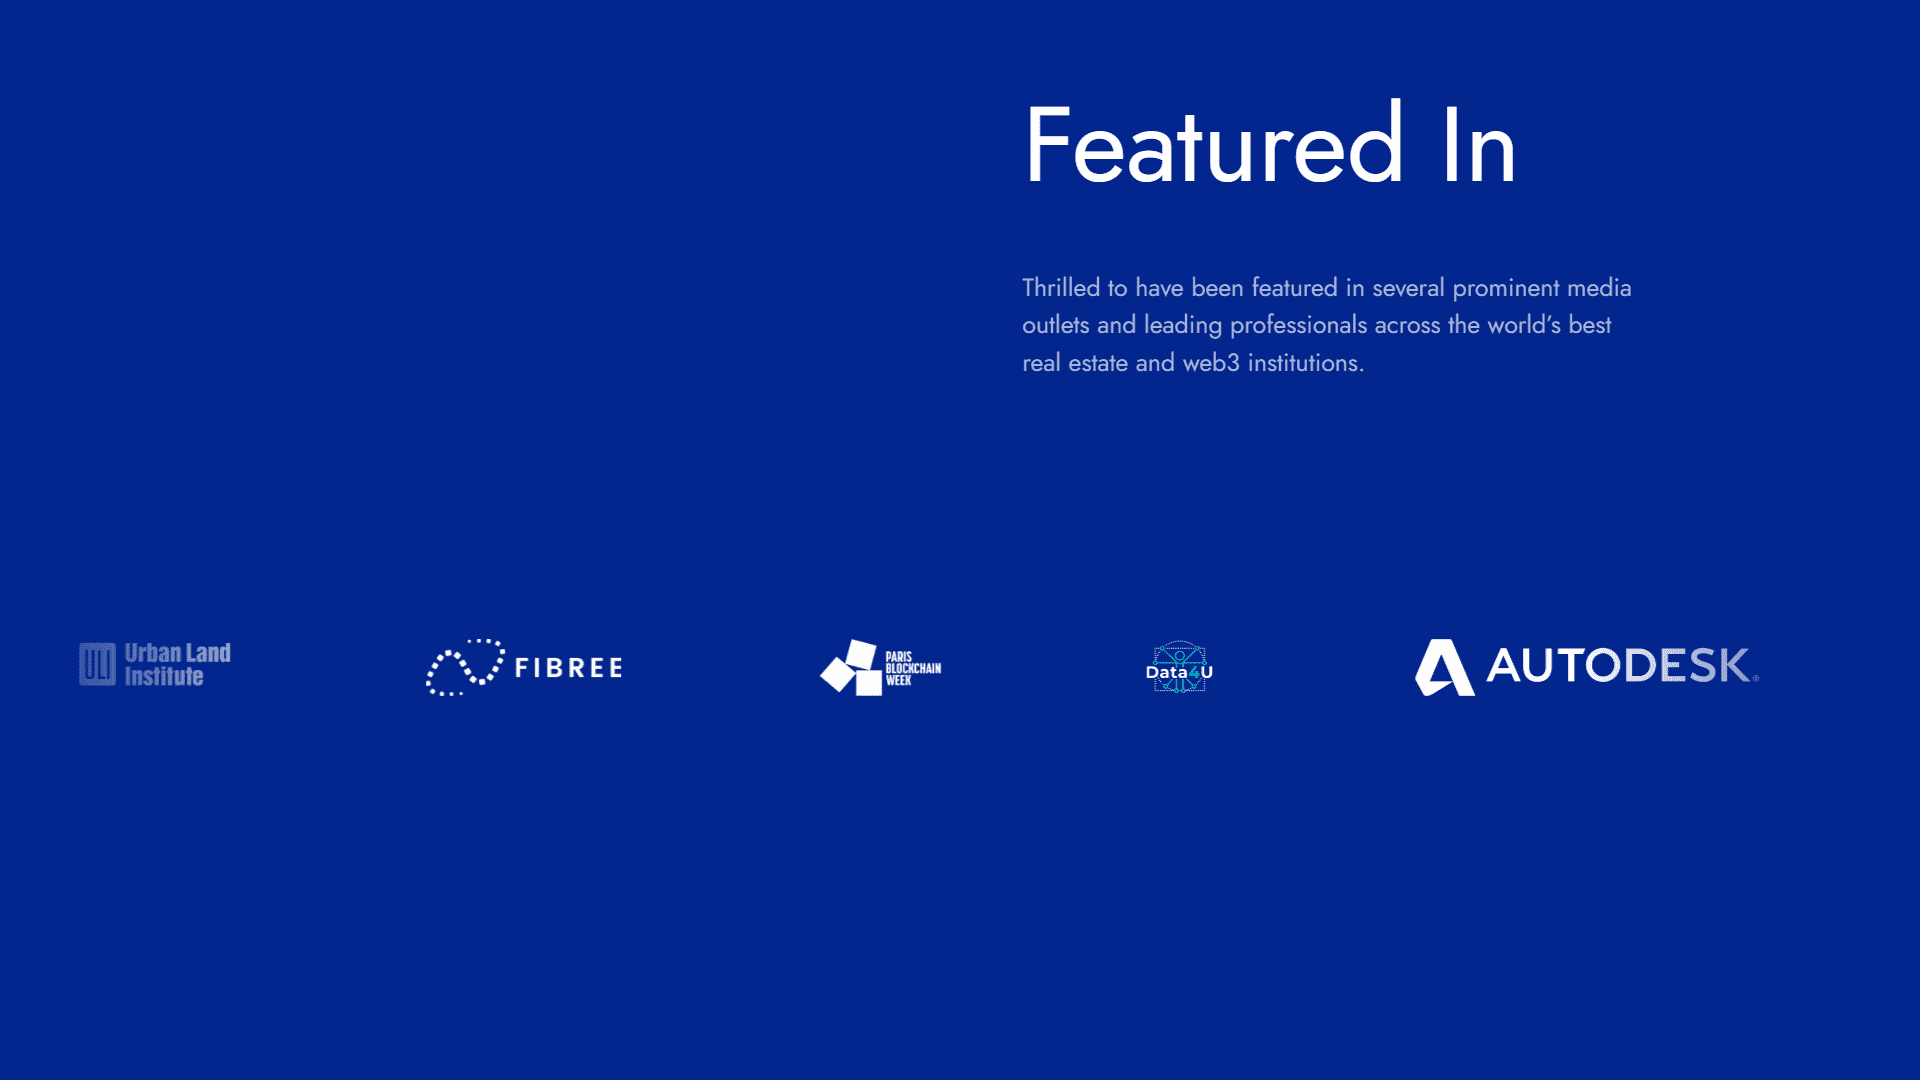 Featured In
Thrilled to have been featured in several prominent media
outlets and leading professionals across the world’s best
real estate and web3 institutions.
ULI Urban Land
Institute
FIBREE
PARIS
BLOCKCHAIN
WEEK
Data4U
AUTODESK®